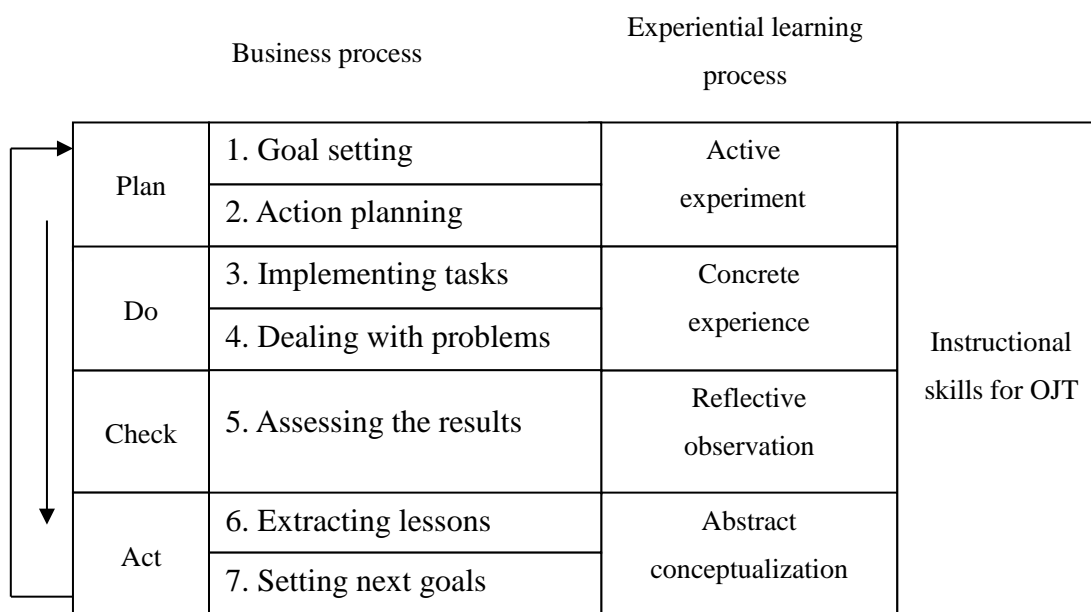 Business process
Experiential learning
process
Plan
1. Goal setting
2. Action planning
Active
experiment
Do
3. Implementing tasks
4. Dealing with problems
Concrete
experience
Check
5. Assessing the results
Reflective
observation
Act
6. Extracting lessons
7. Setting next goals
Abstract
conceptualization
Instructional
skills for OJT